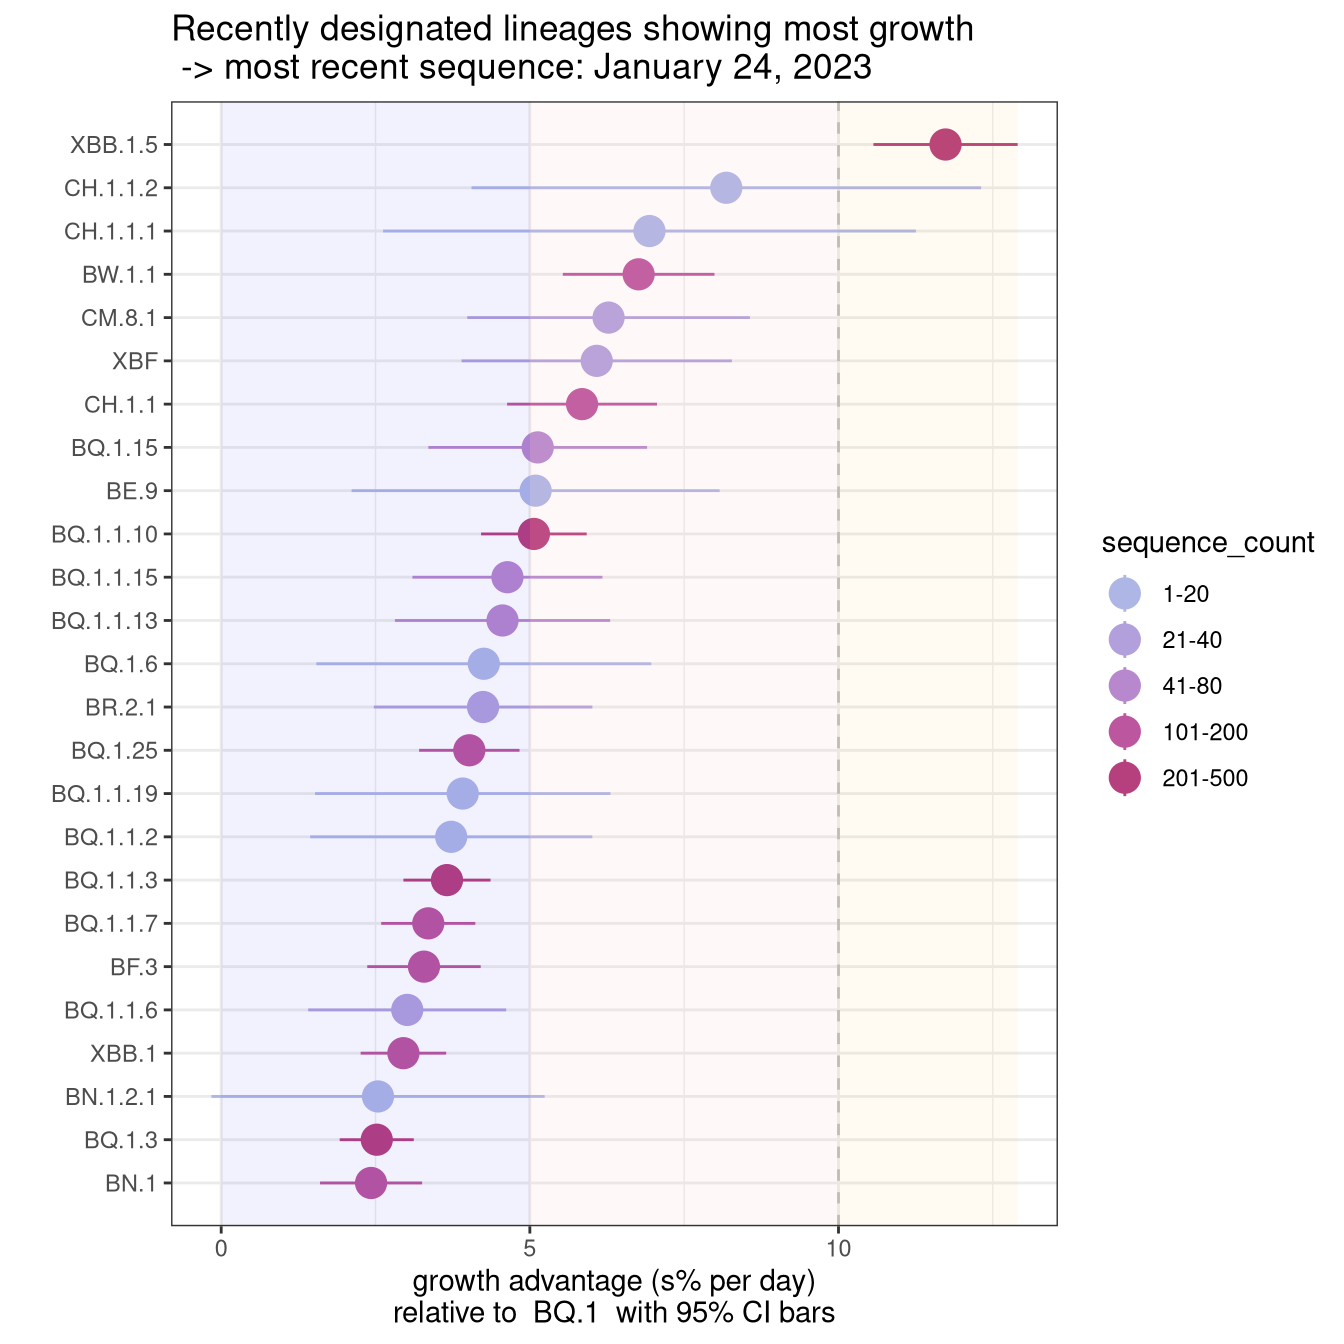 Recently designated lineages showing most growth
-> most recent sequence: January 24, 2023
XBB.1.5
CH.1.1.2
CH.1.1.1
BW.1.1
CM.8.1
XBF
CH.1.1
BQ.1.15
BE.9
BQ.1.1.10
BQ.1.1.15
BQ.1.1.13
BQ.1.6
BR.2.1
BQ.1.25
BQ.1.1.19
BQ.1.1.2
BQ.1.1.3
BQ.1.1.7
BF.3
BQ.1.1.6
XBB.1
BN.1.2.1
BQ.1.3
BN.1
0 5 10
growth advantage (s% per day)
relative to  BQ.1  with 95% CI bars
sequence_count
1-20
21-40
41-80
101-200
201-500